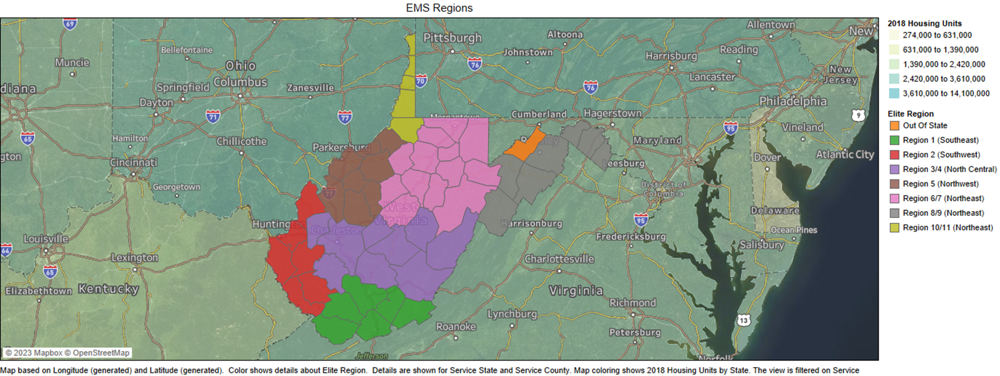 EMS Regions
69
Pittsburgh
Altoona
Allentown
New
Bellefontaine
Johnstown
Harrisburg
Reading
Muncie
Ohio
76
New
Jersey
Columbus
Lancaster
diana
Springfield
Zanesville
70
76
Dayton
Philadelphia
71
77
Cumberland
Hagerstown
9
Morgantown
65
Hamilton
Chillicothe
95
Vineland
Parkersburg
Maryland
gton
Cincinnati
Leesburg
Dover
Atlantic City
Georgetown
77
District of
Columbia
West
Virginia
Delaware
Huntington
Charleston
Harrisonburg
95
Ocean Pines
Louisville
Fredericksburg
Salisbury
64
Lexington
Charlottesville
65
Elizabethtown
Kentucky
Virginia
Richmond
Lynchburg
13
Roanoke
Petersburg
Jefferson
Norfolk
© 2023 Mapbox © OpenStreetMap
2018 Housing Units
274,000 to 631,000
631,000 to 1,390,000
1,390,000 to 2,420,000
2,420,000 to 3,610,000
3,610,000 to 14,100,000
Elite Region
Out Of State
Region 1 (Southeast)
Region 2 (Southwest)
Region 3/4 (North Central)
Region 5 (Northwest)
Region 6/7 (Northeast)
Region 8/9 (Northeast)
Region 10/11 (Northeast)
Map based on Longitude (generated) and Latitude (generated).  Color shows details about Elite Region.  Details are shown for Service State and Service County. Map coloring shows 2018 Housing Units by State. The view is filtered on Service